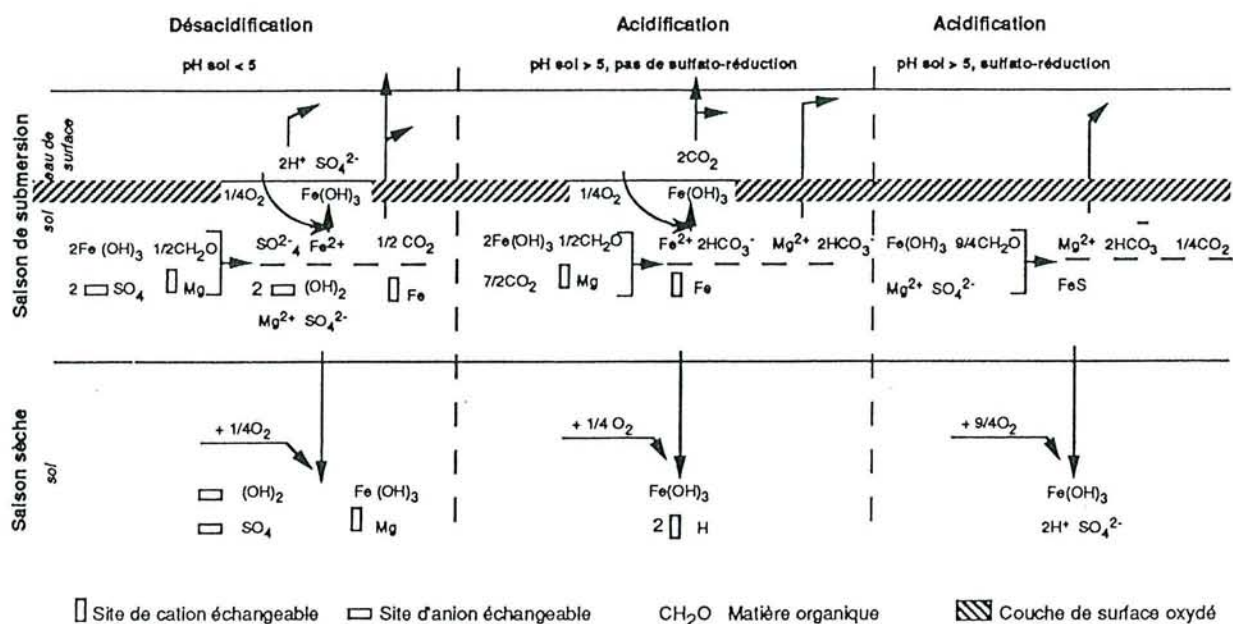 Désacidification
Acidification
Acidification
pH sol < 5
pH sol > 5, pas de sulfato-réduction
pH sol > 5, sulfato-réduction
Saison de submersion
eau de surface
sol
2H⁺ SO₄²⁻
1/4O₂ Fe(OH)₃
2Fe (OH)₃ 1/2CH₂O
2 SO₄ Mg
SO²⁻₄ Fe²⁺ 1/2 CO₂
2 (OH)₂ Fe
Mg²⁺ SO₄²⁻
2CO₂
1/4O₂ Fe(OH)₃
2Fe(OH)₃ 1/2CH₂O
7/2CO₂ Mg
Fe²⁺ 2HCO₃⁻ Mg²⁺ 2HCO₃⁻
Fe
Fe(OH)₃ 9/4CH₂O
Mg²⁺ SO₄²⁻
Mg²⁺ 2HCO₃⁻ 1/4CO₂
FeS
Saison sèche
sol
+ 1/4O₂
(OH)₂ Fe (OH)₃
SO₄ Mg
+ 1/4 O₂
Fe(OH)₃
2 H
+ 9/4O₂
Fe(OH)₃
2H⁺ SO₄²⁻
Site de cation échangeable Site d'anion échangeable CH₂O Matière organique Couche de surface oxydé